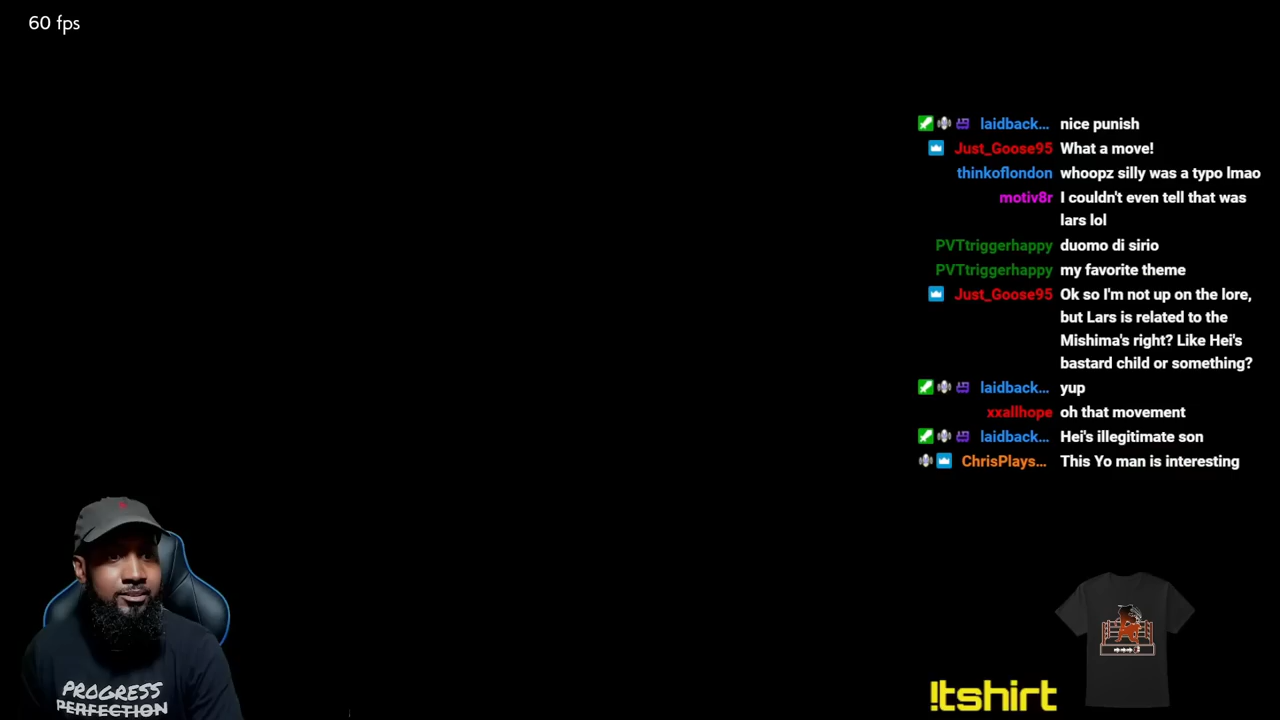 60 fps
laidback... nice punish
Just_Goose95 What a move!
thinkoflondon whoopz silly was a typo lmao
motiv8r I couldn't even tell that was
lars lol
PVTtriggerhappy duomo di sirio
PVTtriggerhappy my favorite theme
Just_Goose95 Ok so I'm not up on the lore,
but Lars is related to the
Mishima's right? Like Hei's
bastard child or something?
laidback... yup
xxallhope oh that movement
laidback... Hei's illegitimate son
ChrisPlays... This Yo man is interesting
PROGRESS
PERFECTION
!tshirt